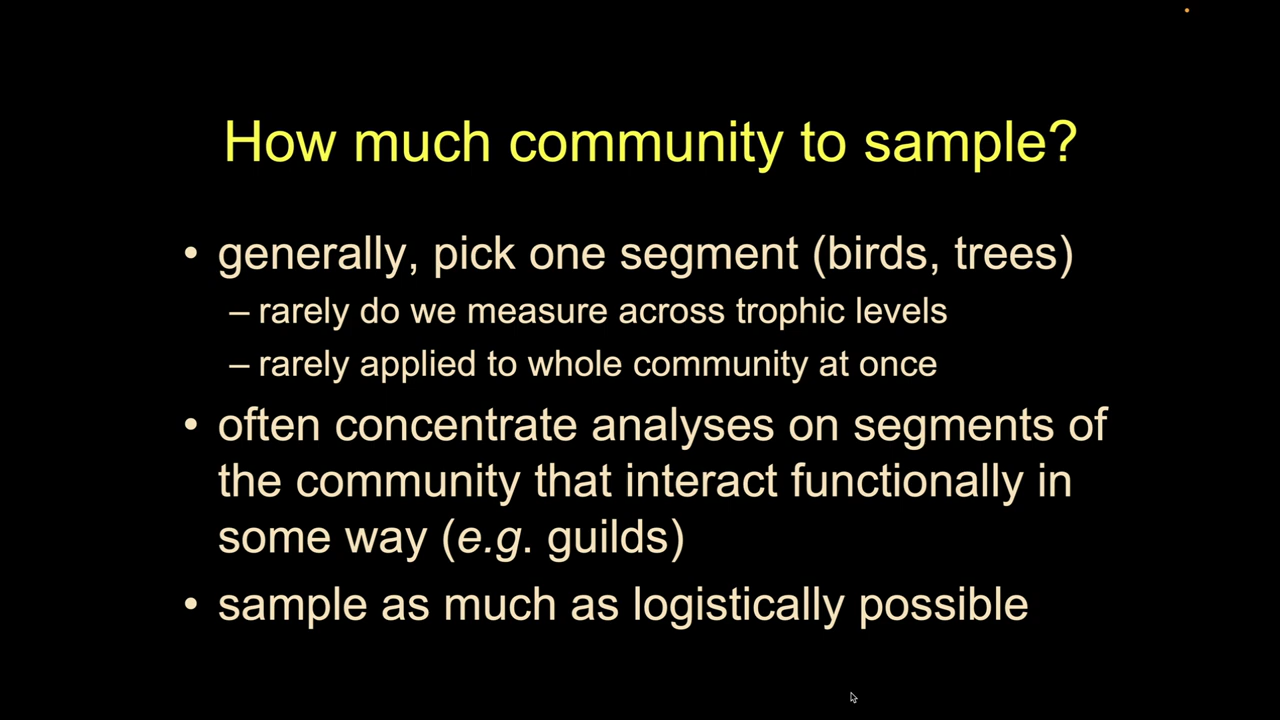 How much community to sample?
• generally, pick one segment (birds, trees)
– rarely do we measure across trophic levels
– rarely applied to whole community at once
• often concentrate analyses on segments of
the community that interact functionally in
some way (e.g. guilds)
• sample as much as logistically possible